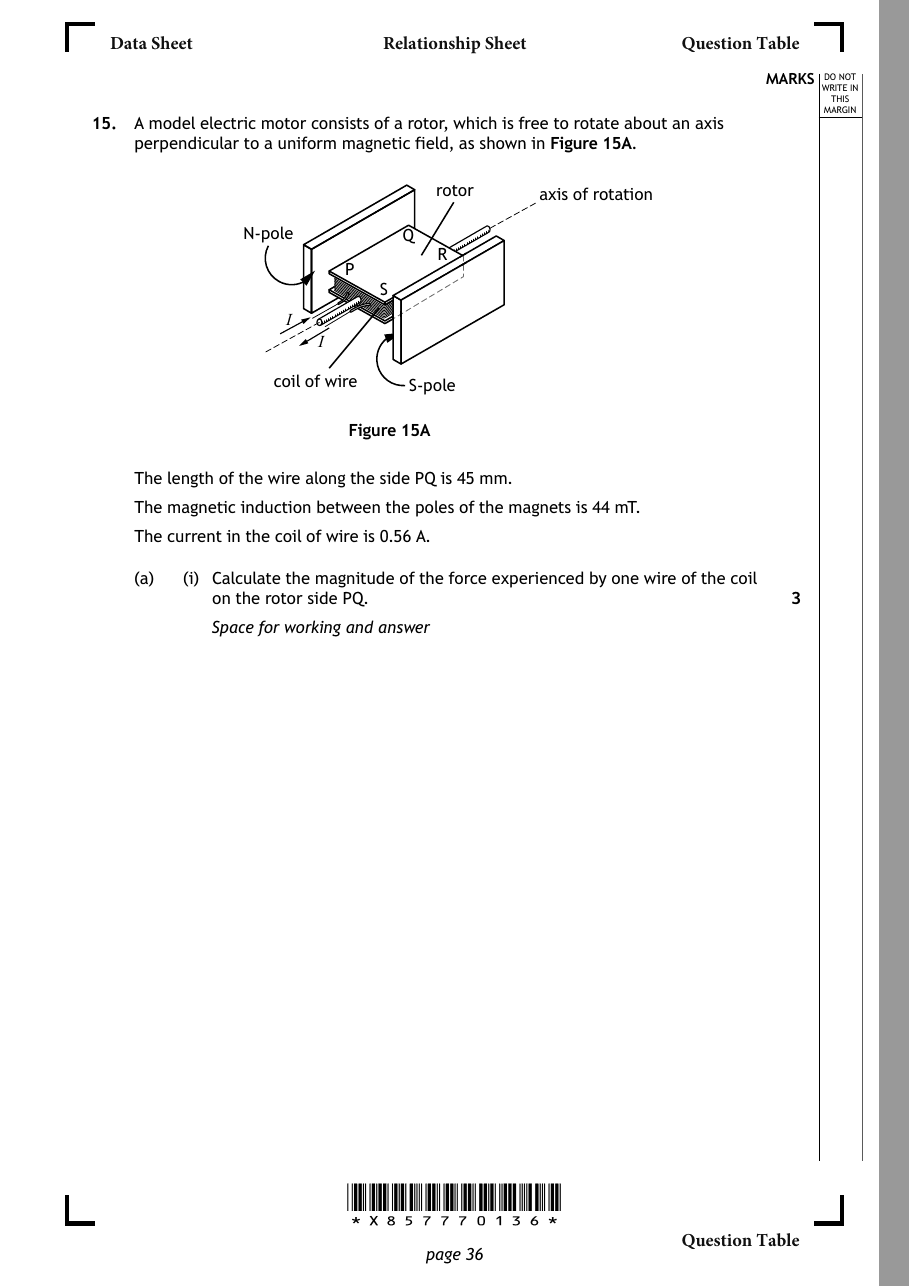 Data Sheet Relationship Sheet Question Table
MARKS
DO NOT
WRITE IN
THIS
MARGIN
15. A model electric motor consists of a rotor, which is free to rotate about an axis
perpendicular to a uniform magnetic field, as shown in Figure 15A.
rotor
axis of rotation
N-pole
Q
R
P
S
I
I
coil of wire
S-pole
Figure 15A
The length of the wire along the side PQ is 45 mm.
The magnetic induction between the poles of the magnets is 44 mT.
The current in the coil of wire is 0.56 A.
(a) (i) Calculate the magnitude of the force experienced by one wire of the coil
on the rotor side PQ. 3
Space for working and answer
* X 8 5 7 7 7 0 1 3 6 *
Question Table
page 36